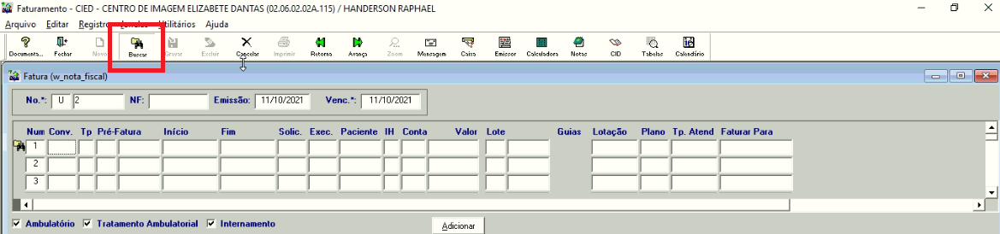 Faturamento - CIED - CENTRO DE IMAGEM ELIZABETE DANTAS (02.06.02.02A.115) / HANDERSON RAPHAEL
Arquivo Editar Registro Janelas Utilitários Ajuda
Documento... Fechar Novo Buscar Gravar Excluir Cancelar Imprimir Retorna Avança Zoom Mensagem Caixa Emissor Calculadora Notas CID Tabelas Calendário
Fatura (w_nota_fiscal)
No.*: U 2 NF: Emissão: 11/10/2021 Venc.*: 11/10/2021
Num Conv. Tp Pré-Fatura Início Fim Solic. Exec. Paciente IH Conta Valor Lote Guias Lotação Plano Tp. Atend Faturar Para
1
2
3
Ambulatório Tratamento Ambulatorial Internamento Adicionar